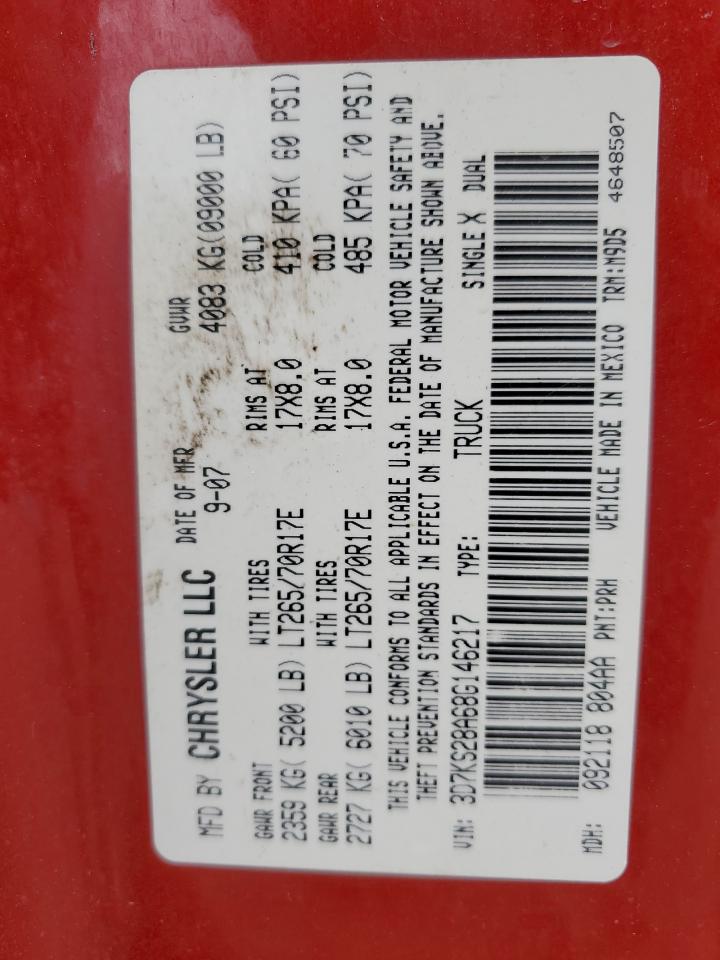 MFD BY CHRYSLER LLC DATE OF MFR 9-07 GVWR 4083 KG(09000 LB)
GAWR FRONT WITH TIRES RIMS AT COLD
2359 KG( 5200 LB) LT265/70R17E 17X8.0 410 KPA( 60 PSI)
GAWR REAR WITH TIRES RIMS AT COLD
2727 KG( 6010 LB) LT265/70R17E 17X8.0 485 KPA( 70 PSI)
THIS VEHICLE CONFORMS TO ALL APPLICABLE U.S.A. FEDERAL MOTOR VEHICLE SAFETY AND
THEFT PREVENTION STANDARDS IN EFFECT ON THE DATE OF MANUFACTURE SHOWN ABOVE.
VIN: 3D7KS28A68G146217 TYPE: TRUCK SINGLE X DUAL
MDH: 092118 804AA PNT:PRH VEHICLE MADE IN MEXICO TRM:M9D5 4648507